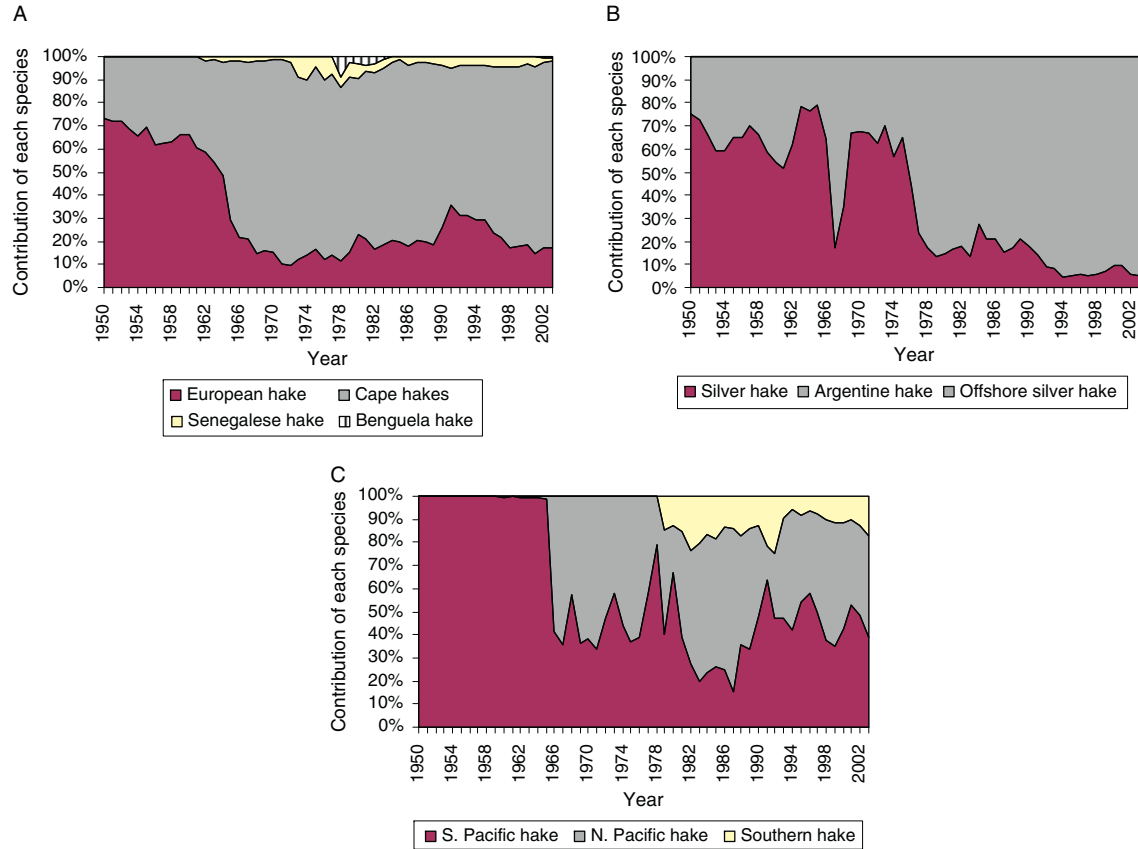 A
Contribution of each species
100%
90%
80%
70%
60%
50%
40%
30%
20%
10%
0%
1950 1954 1958 1962 1966 1970 1974 1978 1982 1986 1990 1994 1998 2002
Year
European hake Cape hakes
Senegalese hake Benguela hake
B
Contribution of each species
100%
90%
80%
70%
60%
50%
40%
30%
20%
10%
0%
1950 1954 1958 1962 1966 1970 1974 1978 1982 1986 1990 1994 1998 2002
Year
Silver hake Argentine hake Offshore silver hake
C
Contribution of each species
100%
90%
80%
70%
60%
50%
40%
30%
20%
10%
0%
1950 1954 1958 1962 1966 1970 1974 1978 1982 1986 1990 1994 1998 2002
Year
S. Pacific hake N. Pacific hake Southern hake